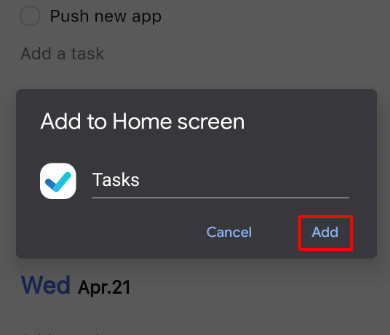 Push new app
Add a task
Add to Home screen
Tasks
Cancel Add
Wed Apr.21